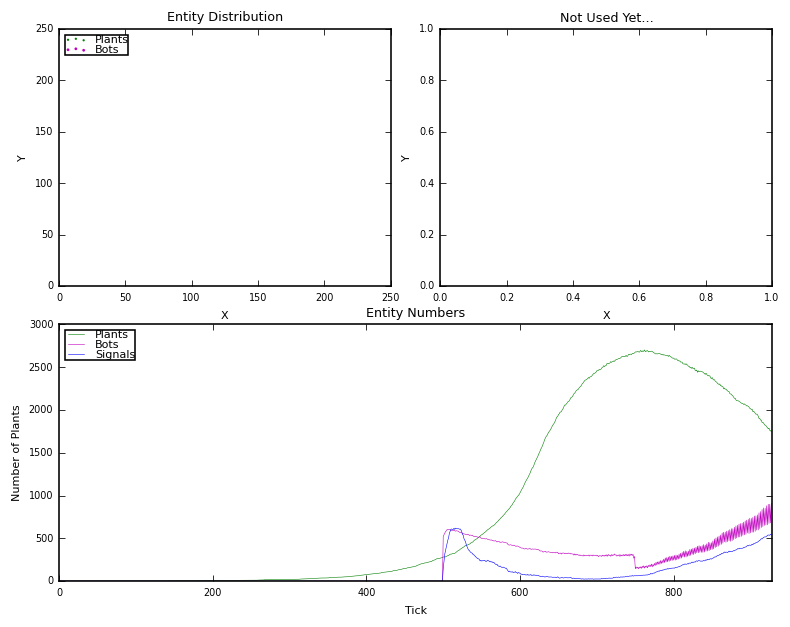 Entity Distribution
Not Used Yet...
250
200
150
100
50
0
Y
Plants
Bots
0 50 100 150 200 250
X
1.0
0.8
0.6
0.4
0.2
0.0
Y
0.0 0.2 0.4 0.6 0.8 1.0
X
Entity Numbers
3000
2500
2000
1500
1000
500
0
Number of Plants
Plants
Bots
Signals
0 200 400 600 800
Tick